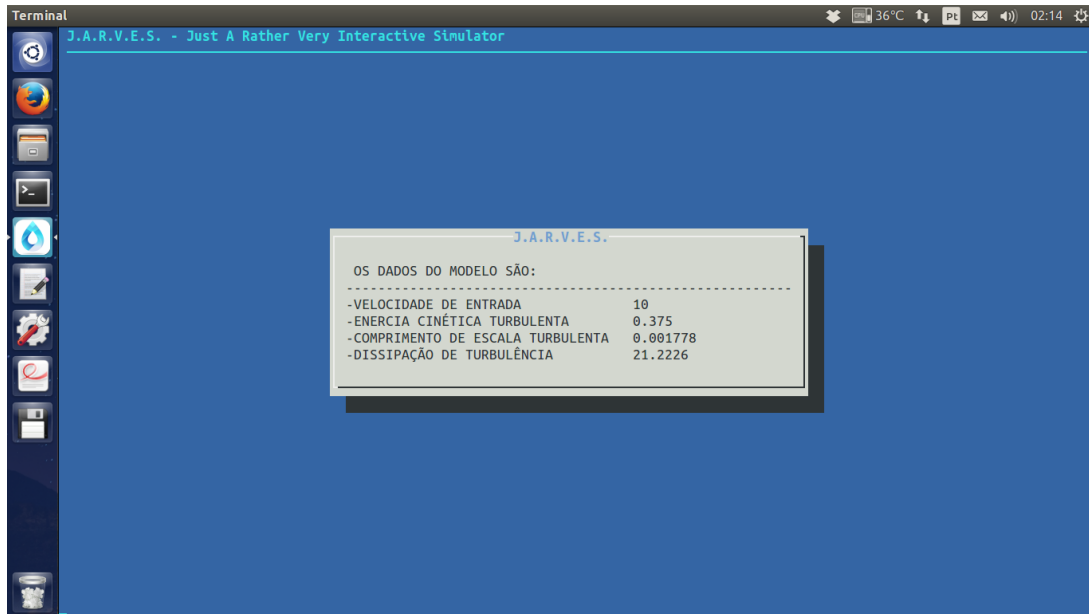 Terminal
36°C Pt 02:14
J.A.R.V.E.S. - Just A Rather Very Interactive Simulator
J.A.R.V.E.S.
OS DADOS DO MODELO SÃO:
-----------------------------------------------------
-VELOCIDADE DE ENTRADA 10
-ENERCIA CINÉTICA TURBULENTA 0.375
-COMPRIMENTO DE ESCALA TURBULENTA 0.001778
-DISSIPAÇÃO DE TURBULÊNCIA 21.2226